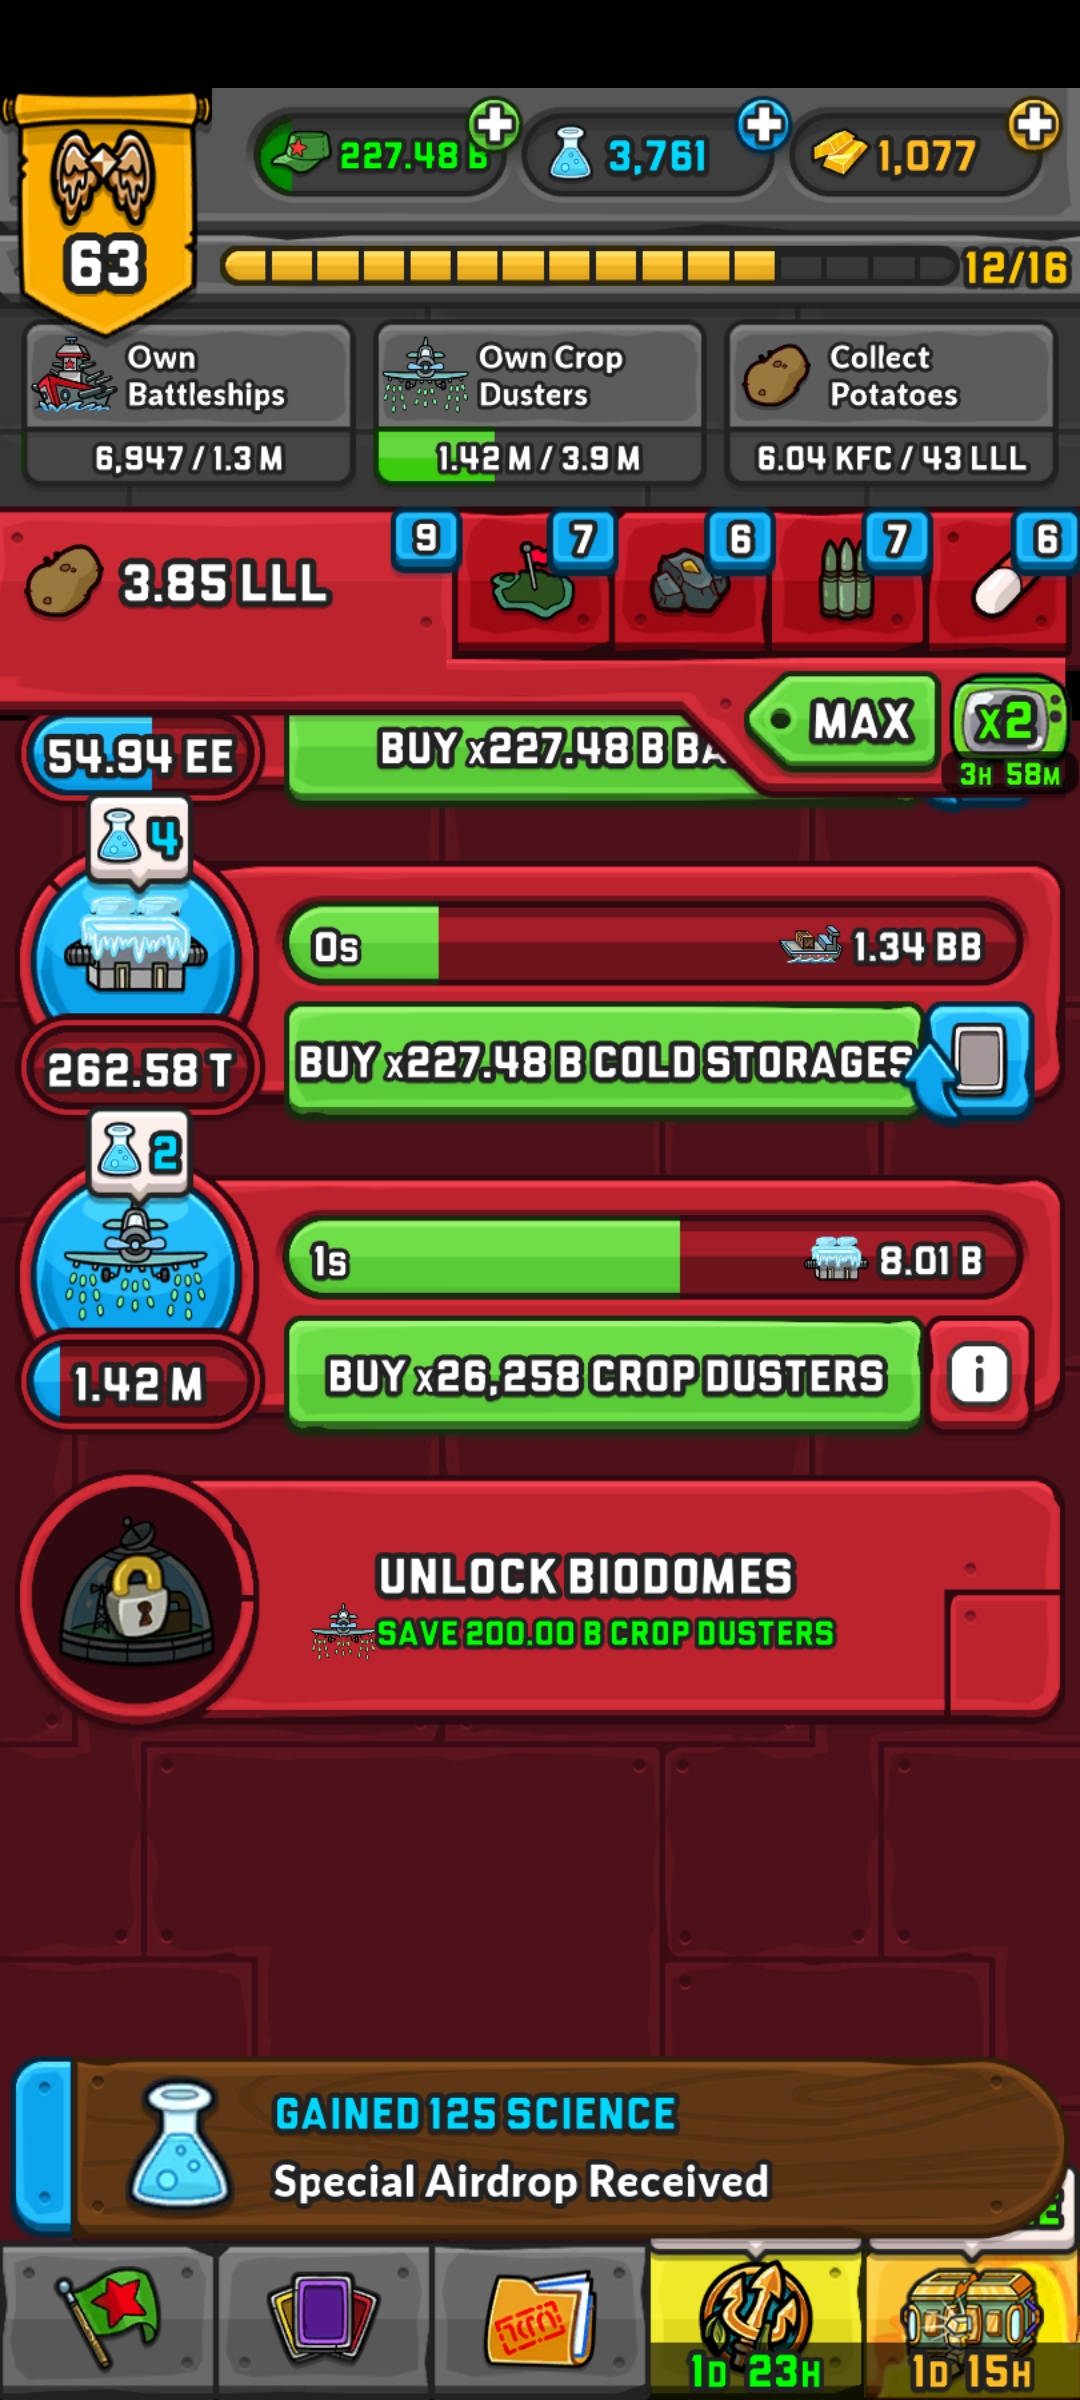 227.48 B
3,761
1,077
63
12/16
Own
Battleships
6,947 / 1.3 M
Own Crop
Dusters
1.42 M / 3.9 M
Collect
Potatoes
6.04 KFC / 43 LLL
3.85 LLL
9
7
6
7
6
MAX
x2
3H 58M
54.94 EE
BUY x227.48 B BA
4
0s
1.34 BB
262.58 T
BUY x227.48 B COLD STORAGES
2
1s
8.01 B
1.42 M
BUY x26,258 CROP DUSTERS
i
UNLOCK BIODOMES
SAVE 200.00 B CROP DUSTERS
GAINED 125 SCIENCE
Special Airdrop Received
1D 23H
1D 15H